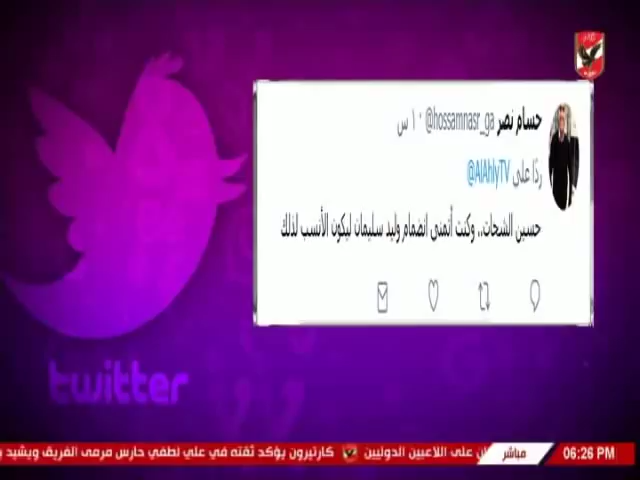 حسام نصر @hossamnasr_ga ١٠ س
ردًا على @AlAhlyTV
حسين الشحات.. وكنت أتمنى انضمام وليد سليمان ليكون الأنسب لذلك
twitter
06:26 PM
مباشر
على اللاعبين الدوليين كارتيرون يؤكد ثقته في علي لطفي حارس مرمى الفريق ويشيد